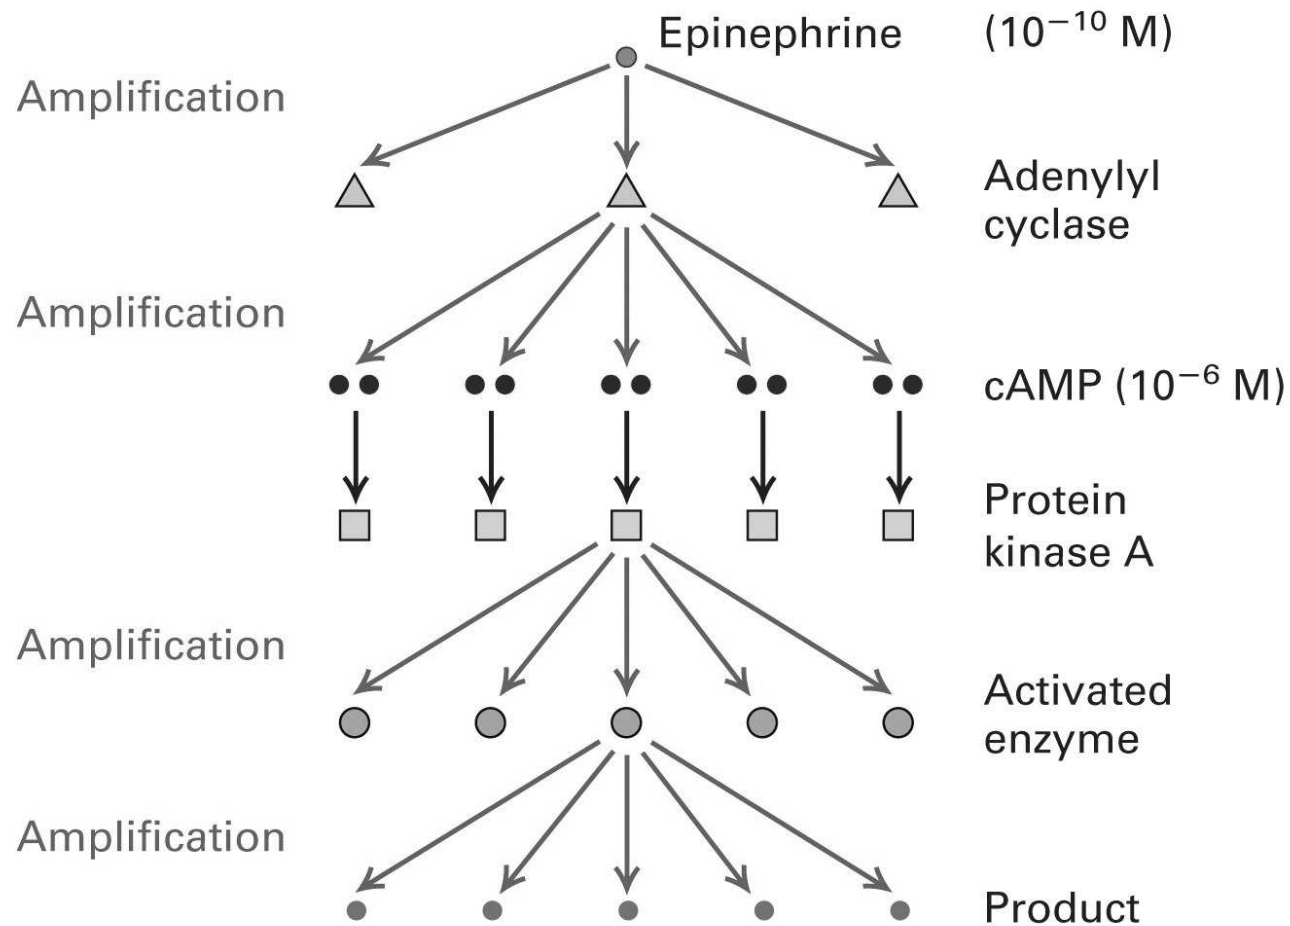 Epinephrine (10⁻¹⁰ M)
Amplification
Adenylyl
cyclase
Amplification
cAMP (10⁻⁶ M)
Protein
kinase A
Amplification
Activated
enzyme
Amplification
Product